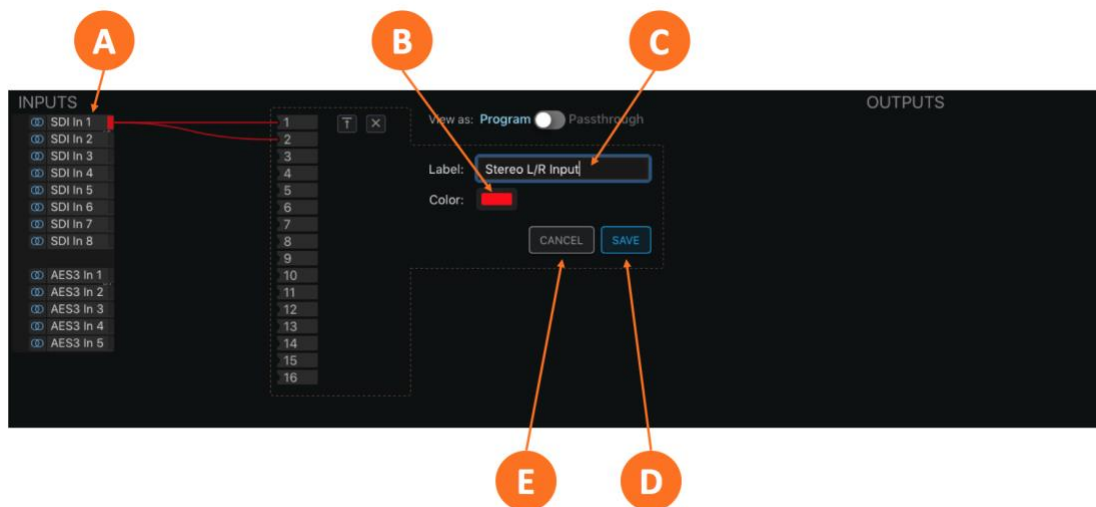 A
B
C
INPUTS
OUTPUTS
SDI In 1
SDI In 2
SDI In 3
SDI In 4
SDI In 5
SDI In 6
SDI In 7
SDI In 8
AES3 In 1
AES3 In 2
AES3 In 3
AES3 In 4
AES3 In 5
1
2
3
4
5
6
7
8
9
10
11
12
13
14
15
16
T ×
View as: Program Passthrough
Label: Stereo L/R Input
Color:
CANCEL SAVE
E
D